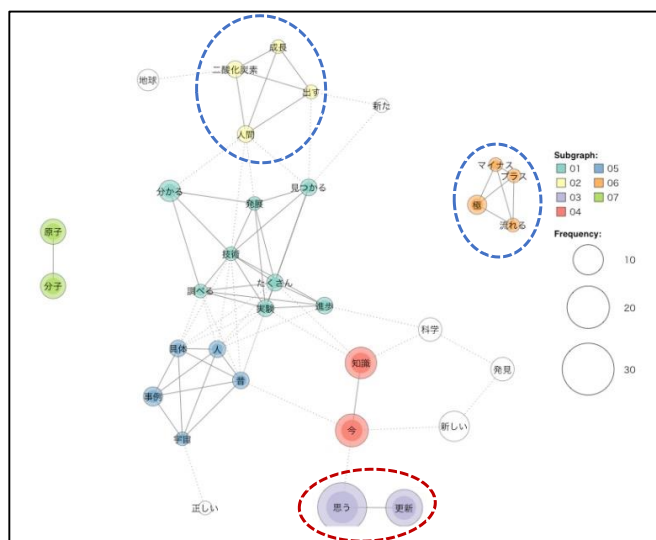 成長
二酸化炭素
地球
出す
新た
人間
マイナス
プラス
極
流れる
Subgraph:
01 05
02 06
03 07
04
Frequency:
10
20
30
分かる
見つかる
発展
原子
分子
技術
たくさん
調べる
実験
進歩
科学
具体
人
知識
発見
昔
事例
今
新しい
宇宙
正しい
思う
更新